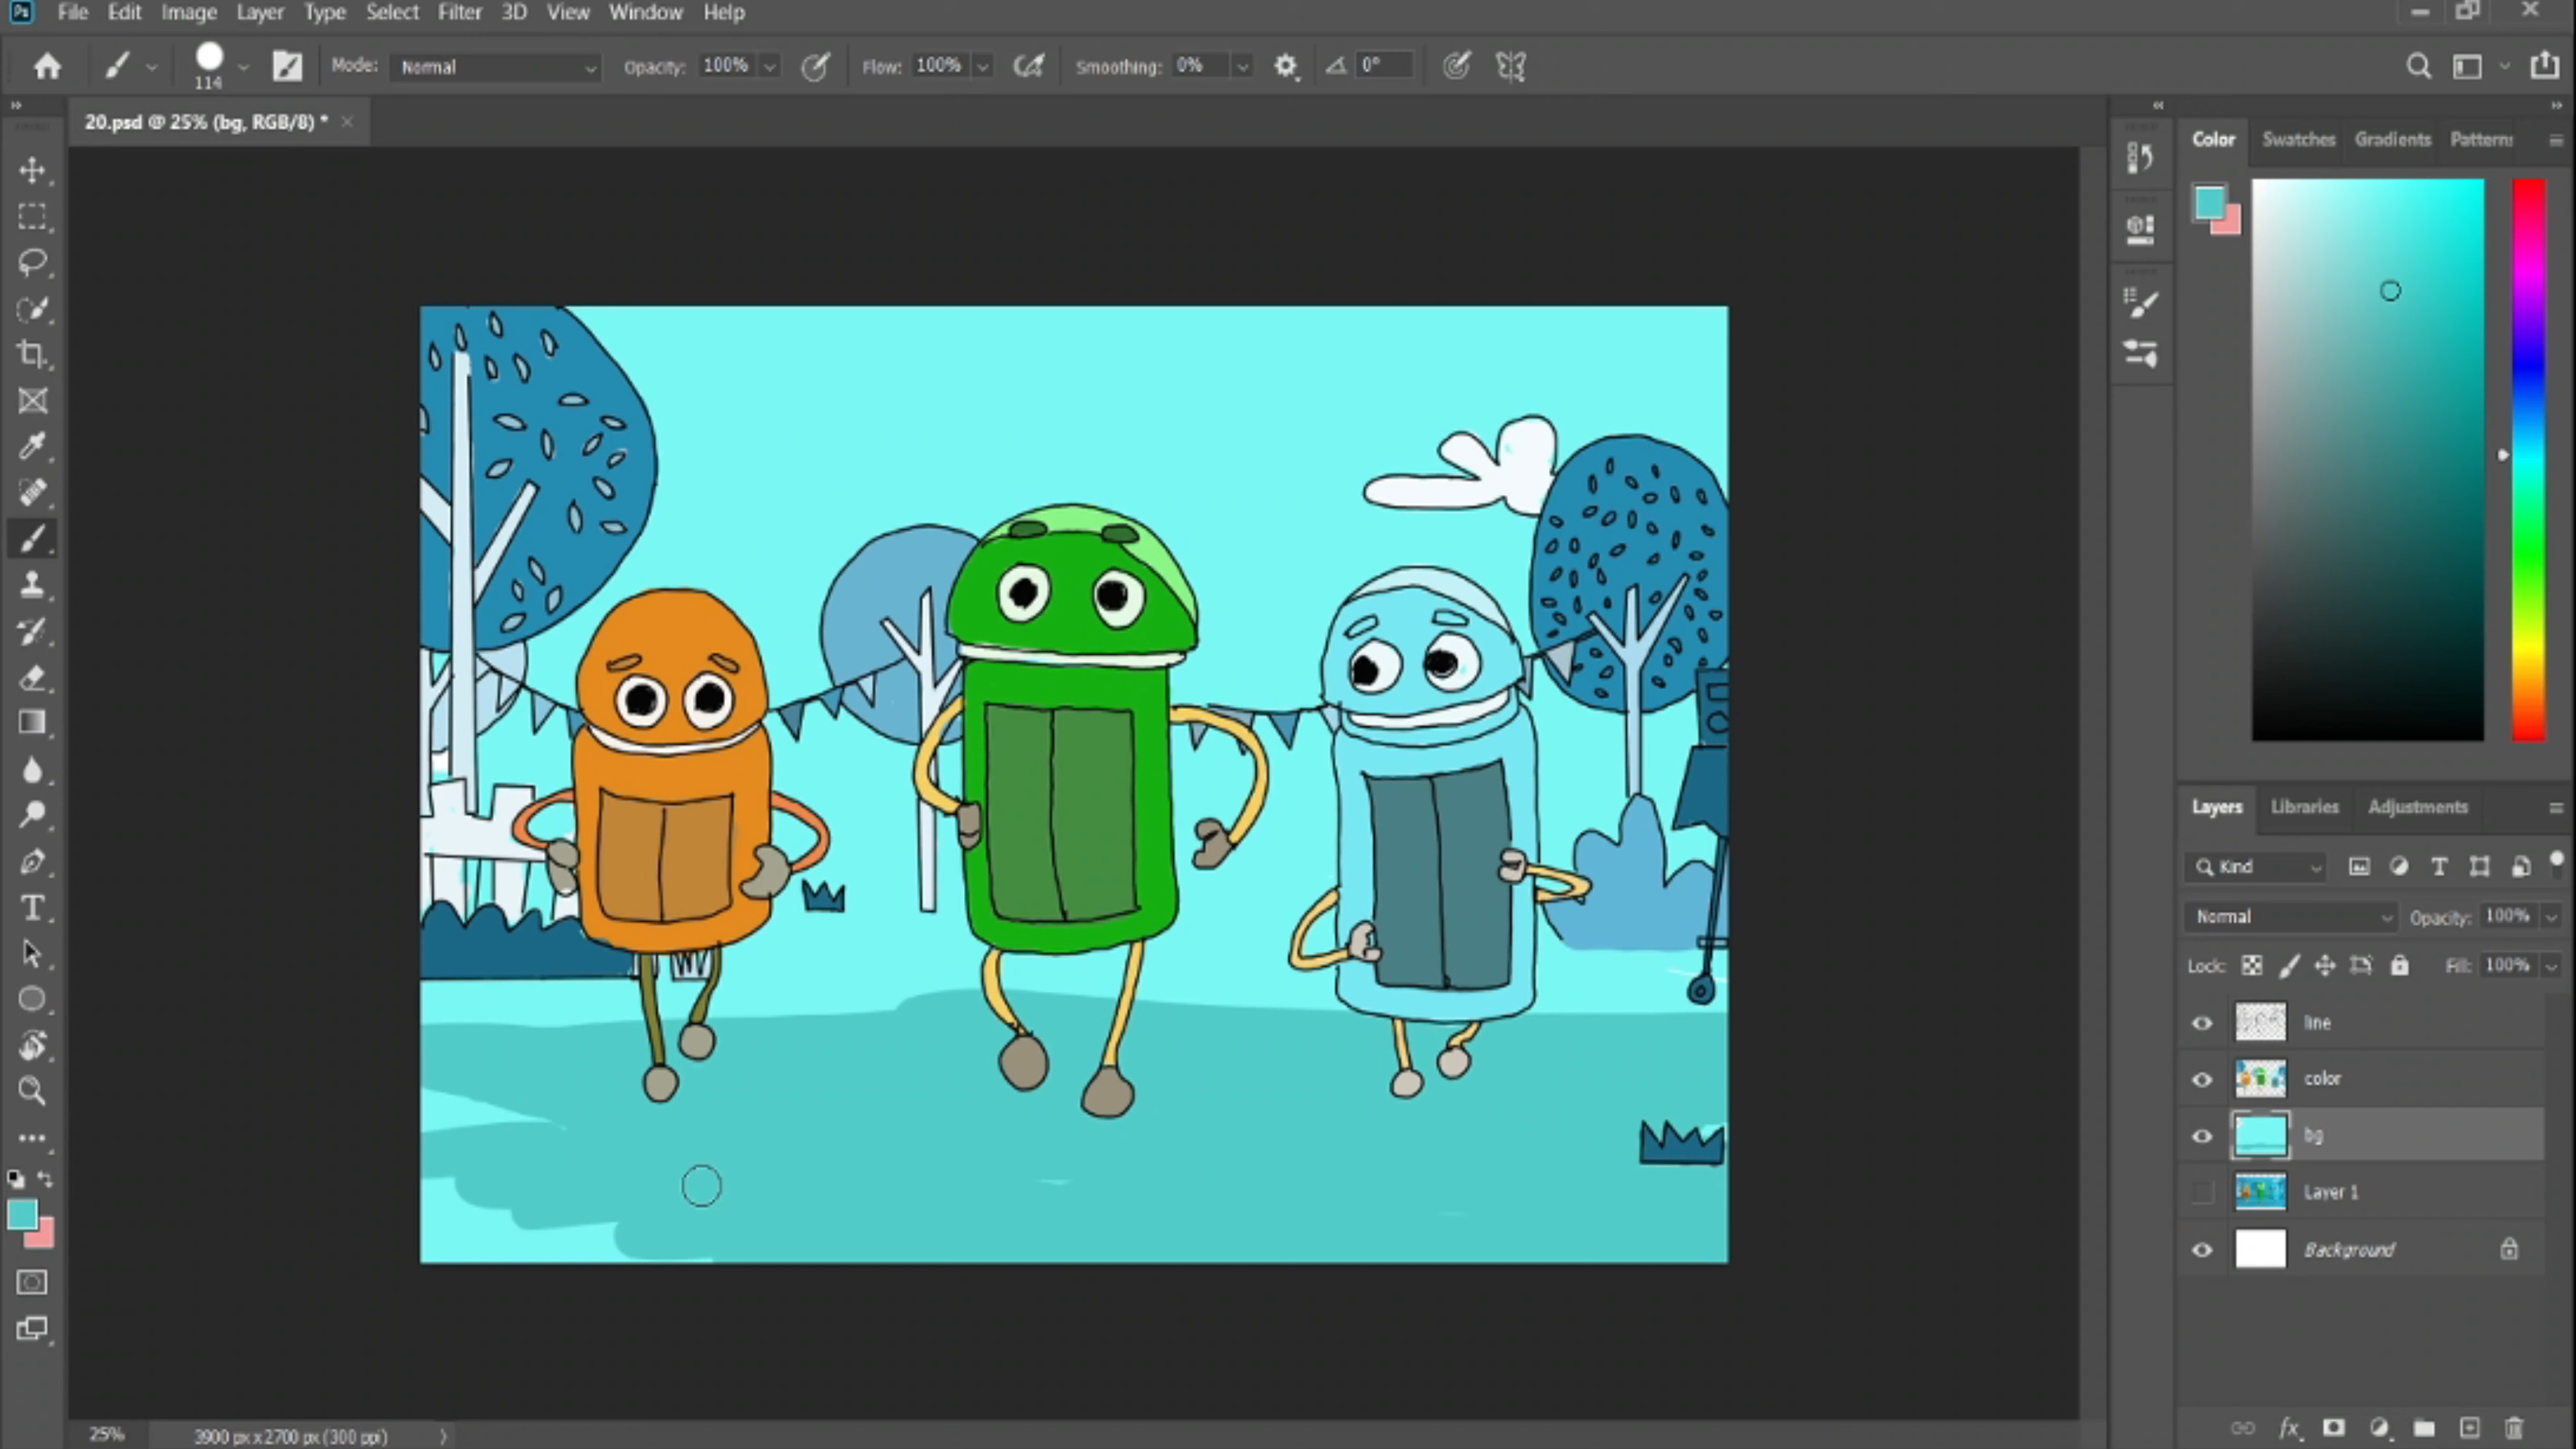 Ps File Edit Image Layer Type Select Filter 3D View Window Help
114 Mode: Normal Opacity: 100% Flow: 100% Smoothing: 0% 0°
20.psd @ 25% (bg, RGB/8) *
Color Swatches Gradients Patterns
Layers Libraries Adjustments
Kind
Normal Opacity: 100%
Lock: Fill: 100%
line
color
bg
Layer 1
Background
25% 3900 px x 2700 px (300 ppi)